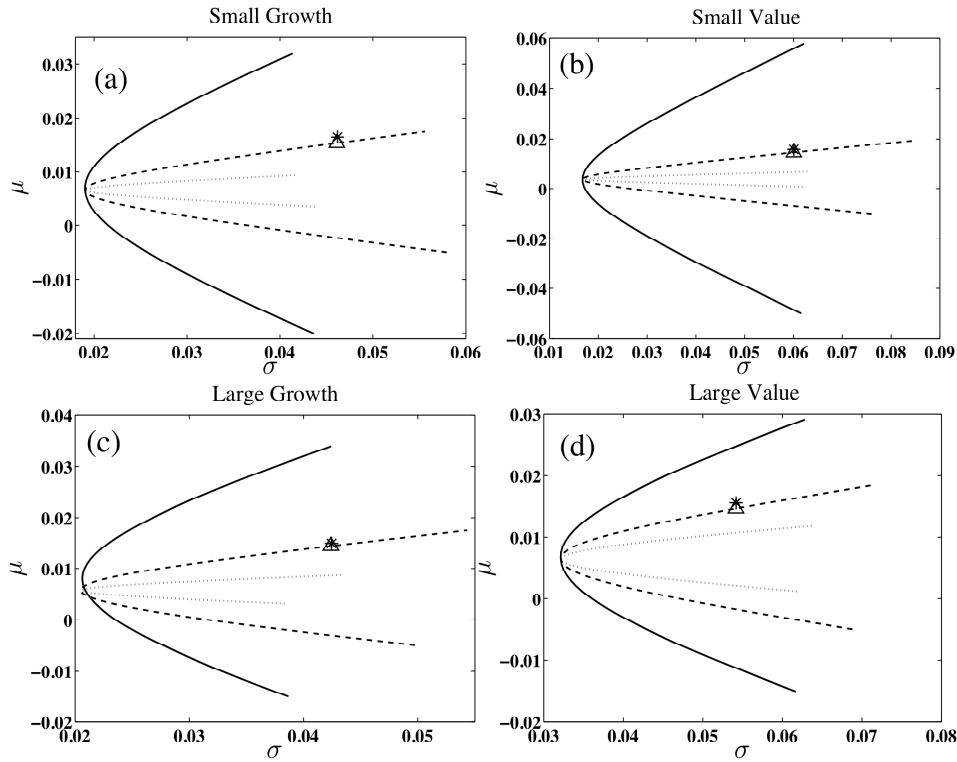 Small Growth
(a)
μ
0.03
0.02
0.01
0
−0.01
−0.02
0.02 0.03 0.04 0.05 0.06
σ
Small Value
(b)
μ
0.06
0.04
0.02
0
−0.02
−0.04
−0.06
0.01 0.02 0.03 0.04 0.05 0.06 0.07 0.08 0.09
σ
Large Growth
(c)
μ
0.04
0.03
0.02
0.01
0
−0.01
−0.02
0.02 0.03 0.04 0.05
σ
Large Value
(d)
μ
0.03
0.02
0.01
0
−0.01
−0.02
0.03 0.04 0.05 0.06 0.07 0.08
σ